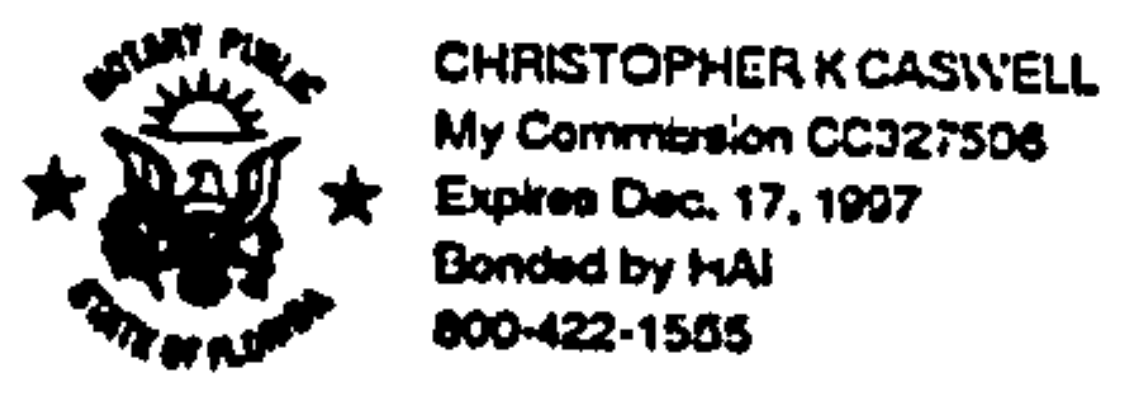 NOTARY PUBLIC
STATE OF FLORIDA
CHRISTOPHER K CASWELL
My Commission CC327506
Expires Dec. 17, 1997
Bonded by HAI
800-422-1555